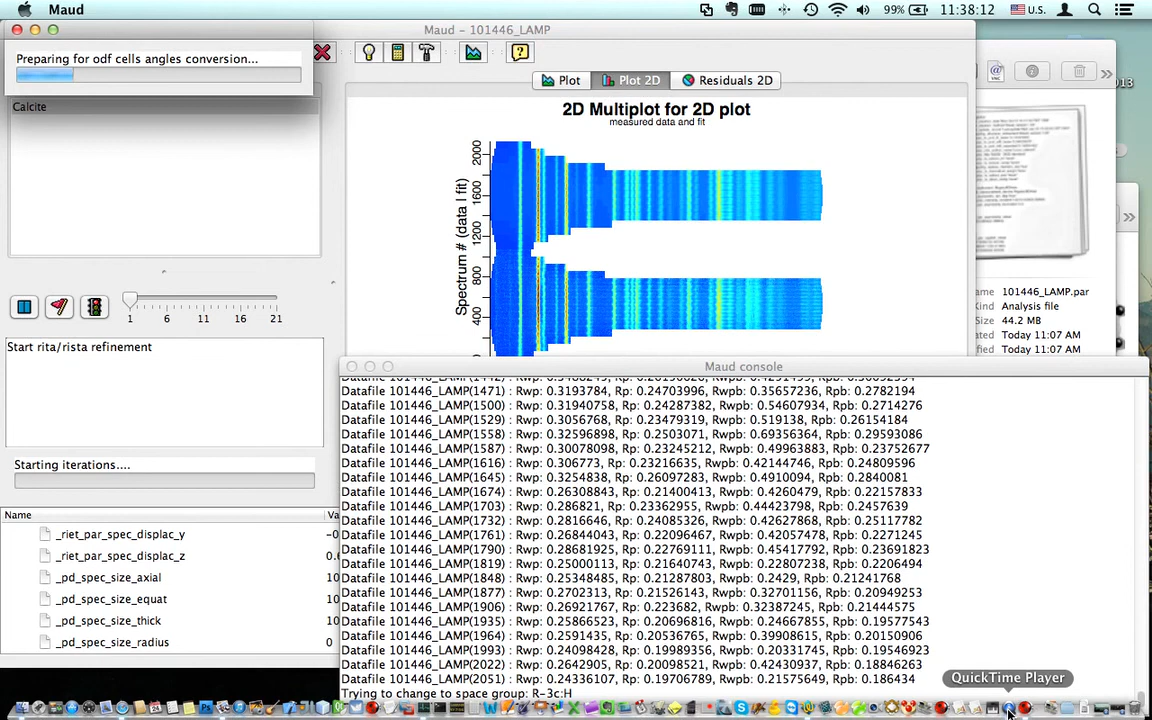 Maud
99%
11:38:12
U.S.
Maud - 101446_LAMP
Preparing for odf cells angles conversion...
Calcite
Plot
Plot 2D
Residuals 2D
2D Multiplot for 2D plot
measured data and fit
Spectrum # (data | fit)
2000
1600
1200
800
400
1 6 11 16 21
Start rita/rista refinement
Starting iterations....
Name
_riet_par_spec_displac_y
_riet_par_spec_displac_z
_pd_spec_size_axial
_pd_spec_size_equat
_pd_spec_size_thick
_pd_spec_size_radius
ame 101446_LAMP.par
Kind Analysis file
Size 44.2 MB
Today 11:07 AM
Today 11:07 AM
Maud console
Datafile 101446_LAMP(1471) : Rwp: 0.3193784, Rp: 0.24703996, Rwpb: 0.35657236, Rpb: 0.2782194
Datafile 101446_LAMP(1500) : Rwp: 0.31940758, Rp: 0.24287382, Rwpb: 0.54607934, Rpb: 0.2714276
Datafile 101446_LAMP(1529) : Rwp: 0.3056768, Rp: 0.23479319, Rwpb: 0.519138, Rpb: 0.26154184
Datafile 101446_LAMP(1558) : Rwp: 0.32596898, Rp: 0.2503071, Rwpb: 0.69356364, Rpb: 0.29593086
Datafile 101446_LAMP(1587) : Rwp: 0.30078098, Rp: 0.23245212, Rwpb: 0.49963883, Rpb: 0.23752677
Datafile 101446_LAMP(1616) : Rwp: 0.306773, Rp: 0.23216635, Rwpb: 0.42144746, Rpb: 0.24809596
Datafile 101446_LAMP(1645) : Rwp: 0.3254838, Rp: 0.26097283, Rwpb: 0.4910094, Rpb: 0.2840081
Datafile 101446_LAMP(1674) : Rwp: 0.26308843, Rp: 0.21400413, Rwpb: 0.4260479, Rpb: 0.22157833
Datafile 101446_LAMP(1703) : Rwp: 0.286821, Rp: 0.23362955, Rwpb: 0.44423798, Rpb: 0.2457639
Datafile 101446_LAMP(1732) : Rwp: 0.2816646, Rp: 0.24085326, Rwpb: 0.42627868, Rpb: 0.25117782
Datafile 101446_LAMP(1761) : Rwp: 0.26844043, Rp: 0.22096467, Rwpb: 0.42057478, Rpb: 0.2271245
Datafile 101446_LAMP(1790) : Rwp: 0.28681925, Rp: 0.22769111, Rwpb: 0.45417792, Rpb: 0.23691823
Datafile 101446_LAMP(1819) : Rwp: 0.25000113, Rp: 0.21640743, Rwpb: 0.22807238, Rpb: 0.2206494
Datafile 101446_LAMP(1848) : Rwp: 0.25348485, Rp: 0.21287803, Rwpb: 0.2429, Rpb: 0.21241768
Datafile 101446_LAMP(1877) : Rwp: 0.2702313, Rp: 0.21526143, Rwpb: 0.32701156, Rpb: 0.20949253
Datafile 101446_LAMP(1906) : Rwp: 0.26921767, Rp: 0.223682, Rwpb: 0.32387245, Rpb: 0.21444575
Datafile 101446_LAMP(1935) : Rwp: 0.25866523, Rp: 0.20696816, Rwpb: 0.24667855, Rpb: 0.19577543
Datafile 101446_LAMP(1964) : Rwp: 0.2591435, Rp: 0.20536765, Rwpb: 0.39908615, Rpb: 0.20150906
Datafile 101446_LAMP(1993) : Rwp: 0.24098428, Rp: 0.19989385, Rwpb: 0.20331745, Rpb: 0.19546923
Datafile 101446_LAMP(2022) : Rwp: 0.2642905, Rp: 0.20098521, Rwpb: 0.42430937, Rpb: 0.18846263
Datafile 101446_LAMP(2051) : Rwp: 0.24336107, Rp: 0.19706789, Rwpb: 0.21575649, Rpb: 0.186434
Trying to change to space group: R-3c:H
QuickTime Player